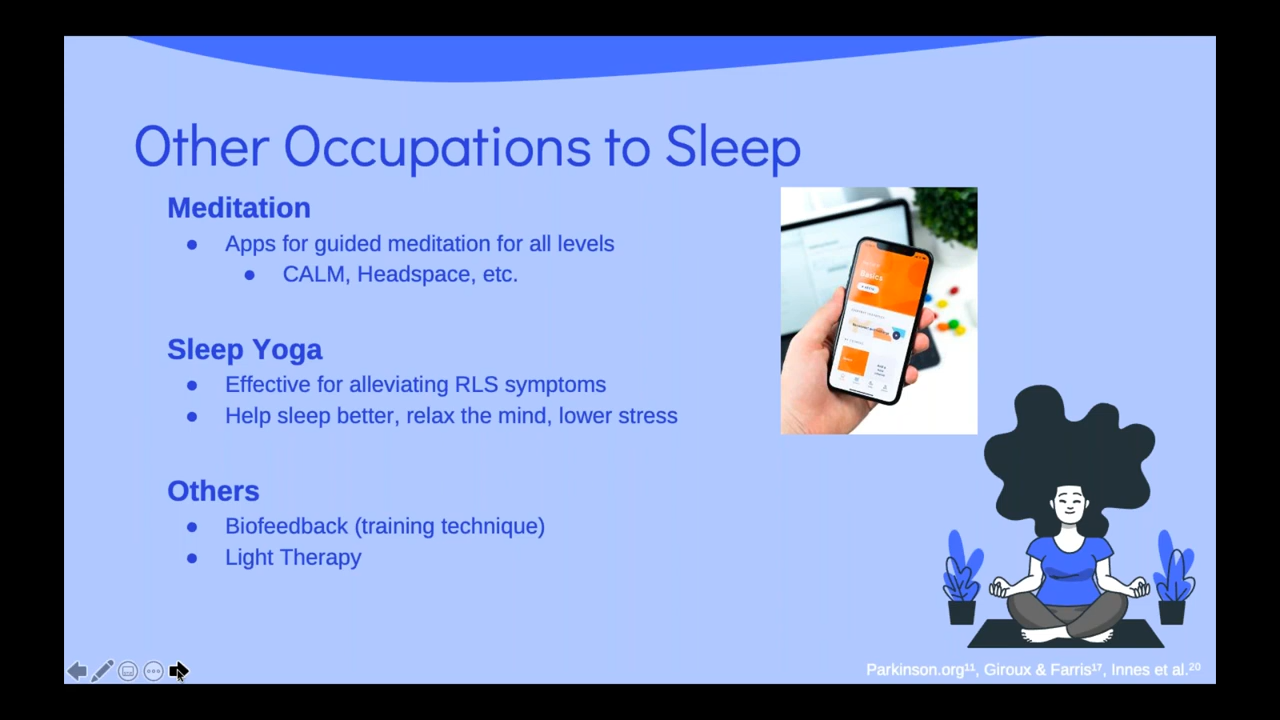 Other Occupations to Sleep
Meditation
● Apps for guided meditation for all levels
● CALM, Headspace, etc.
Basics
Sleep Yoga
● Effective for alleviating RLS symptoms
● Help sleep better, relax the mind, lower stress
Others
● Biofeedback (training technique)
● Light Therapy
Parkinson.org¹¹, Giroux & Farris¹⁷, Innes et al.²⁰